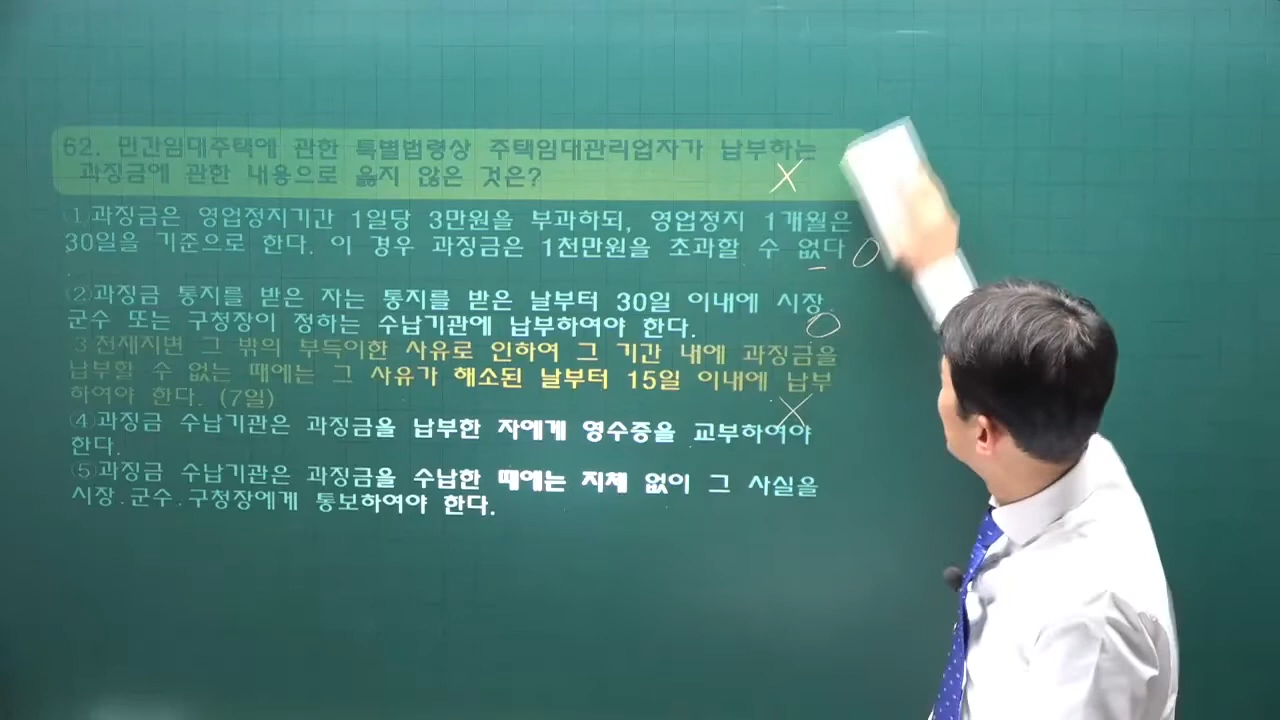 62. 민간임대주택에 관한 특별법령상 주택임대관리업자가 납부하는
과징금에 관한 내용으로 옳지 않은 것은?
X
①과징금은 영업정지기간 1일당 3만원을 부과하되, 영업정지 1개월은
30일을 기준으로 한다. 이 경우 과징금은 1천만원을 초과할 수 없다
O
②과징금 통지를 받은 자는 통지를 받은 날부터 30일 이내에 시장.
군수 또는 구청장이 정하는 수납기관에 납부하여야 한다.
O
3 천재지변 그 밖의 부득이한 사유로 인하여 그 기간 내에 과징금을
납부할 수 없는 때에는 그 사유가 해소된 날부터 15일 이내에 납부
하여야 한다. (7일)
X
④과징금 수납기관은 과징금을 납부한 자에게 영수증을 교부하여야
한다.
⑤과징금 수납기관은 과징금을 수납한 때에는 지체 없이 그 사실을
시장.군수.구청장에게 통보하여야 한다.